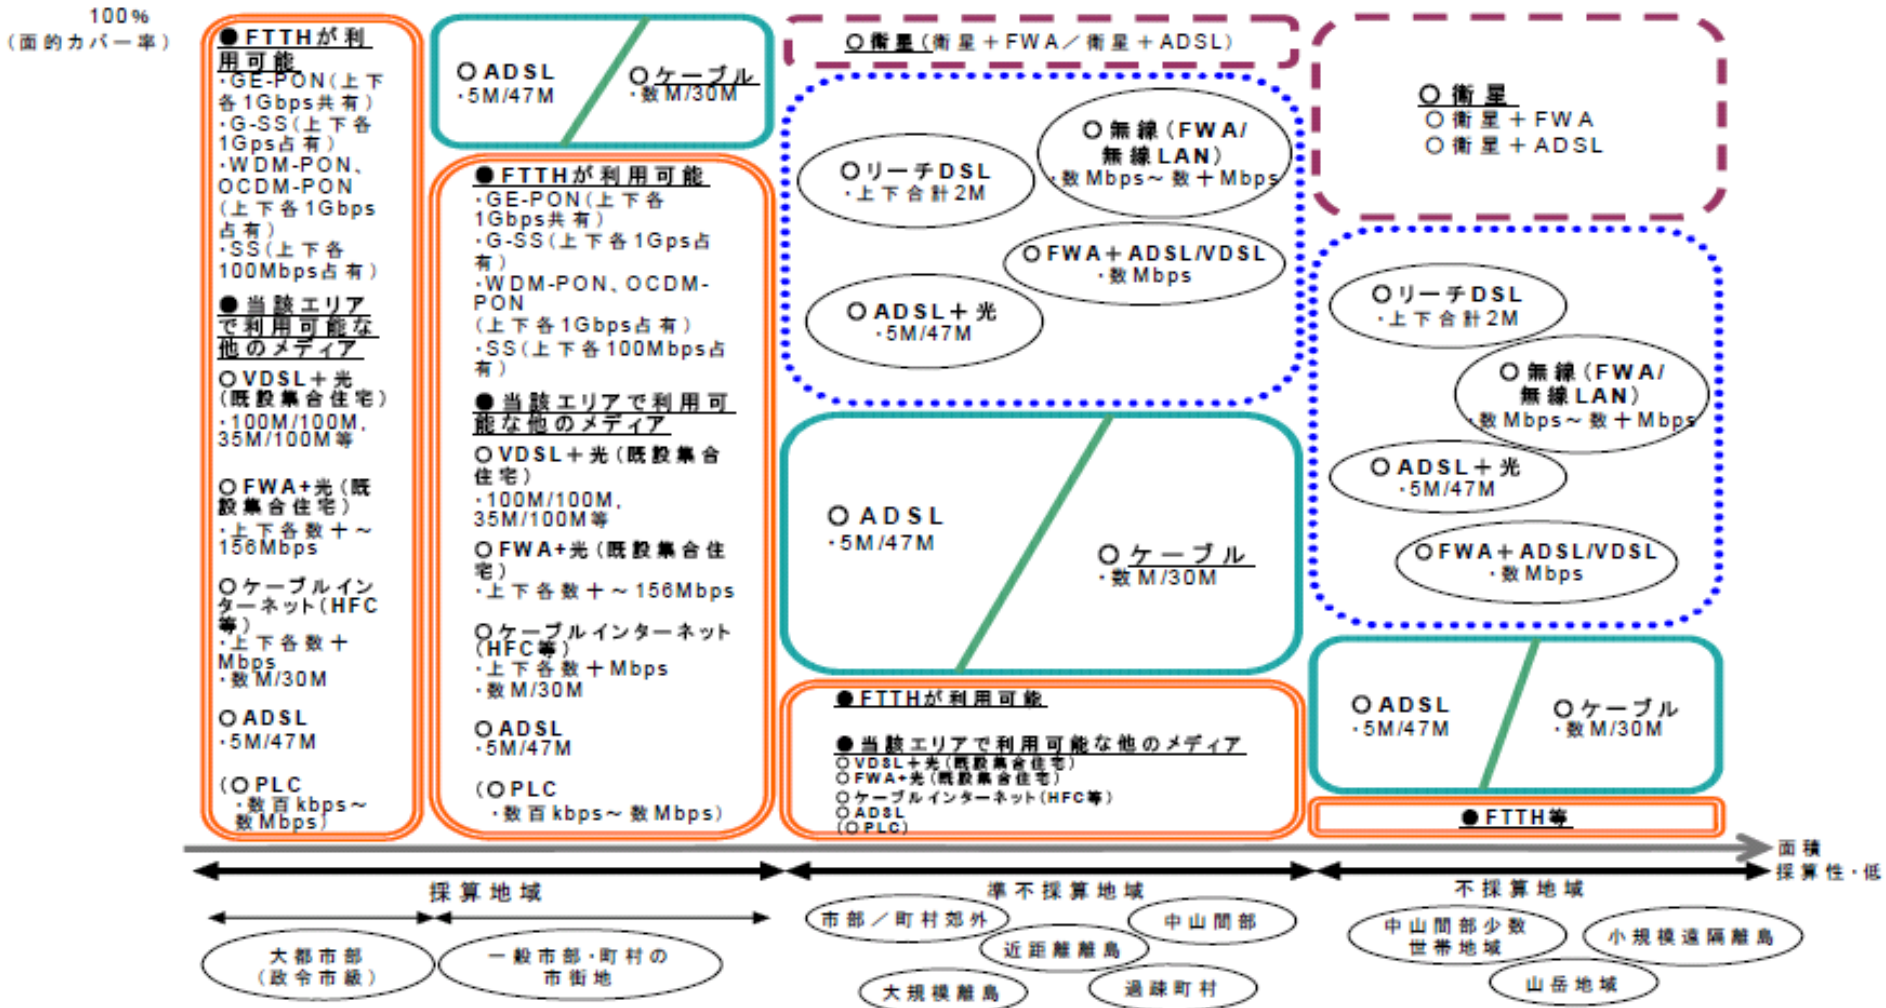 100%
(面的カバー率)
●FTTHが利
用可能
・GE-PON(上下
各1Gbps共有)
・G-SS(上下各
1Gps占有)
・WDM-PON、
OCDM-PON
(上下各1Gbps
占有)
・SS(上下各
100Mbps占有)
●当該エリア
で利用可能な
他のメディア
○VDSL+光
(既設集合住宅)
・100M/100M,
35M/100M等
○FWA+光(既
設集合住宅)
・上下各数十~
156Mbps
○ケーブルイン
ターネット(HFC
等)
・上下各数十
Mbps
・数M/30M
○ADSL
・5M/47M
(○PLC
・数百kbps~
数Mbps)
○ADSL
・5M/47M
○ケーブル
・数M/30M
●FTTHが利用可能
・GE-PON(上下各
1Gbps共有)
・G-SS(上下各1Gps占
有)
・WDM-PON、OCDM-
PON
(上下各1Gbps占有)
・SS(上下各100Mbps占
有)
●当該エリアで利用可
能な他のメディア
○VDSL+光(既設集合
住宅)
・100M/100M,
35M/100M等
○FWA+光(既設集合住
宅)
・上下各数十~156Mbps
○ケーブルインターネット
(HFC等)
・上下各数十Mbps
・数M/30M
○ADSL
・5M/47M
(○PLC
・数百kbps~数Mbps)
○衛星(衛星+FWA/衛星+ADSL)
○リーチDSL
・上下合計2M
○無線(FWA/
無線LAN)
・数Mbps~数十Mbps
○FWA+ADSL/VDSL
・数Mbps
○ADSL+光
・5M/47M
○ADSL
・5M/47M
○ケーブル
・数M/30M
●FTTHが利用可能
●当該エリアで利用可能な他のメディア
○VDSL+光(既設集合住宅)
○FWA+光(既設集合住宅)
○ケーブルインターネット(HFC等)
○ADSL
(○PLC)
○衛星
○衛星+FWA
○衛星+ADSL
○リーチDSL
・上下合計2M
○無線(FWA/
無線LAN)
・数Mbps~数十Mbps
○ADSL+光
・5M/47M
○FWA+ADSL/VDSL
・数Mbps
○ADSL
・5M/47M
○ケーブル
・数M/30M
●FTTH等
面積
採算性・低
採算地域
準不採算地域
不採算地域
大都市部
(政令市級)
一般市部・町村の
市街地
市部/町村郊外
中山間部
近距離離島
大規模離島
過疎町村
中山間部少数
世帯地域
小規模遠隔離島
山岳地域